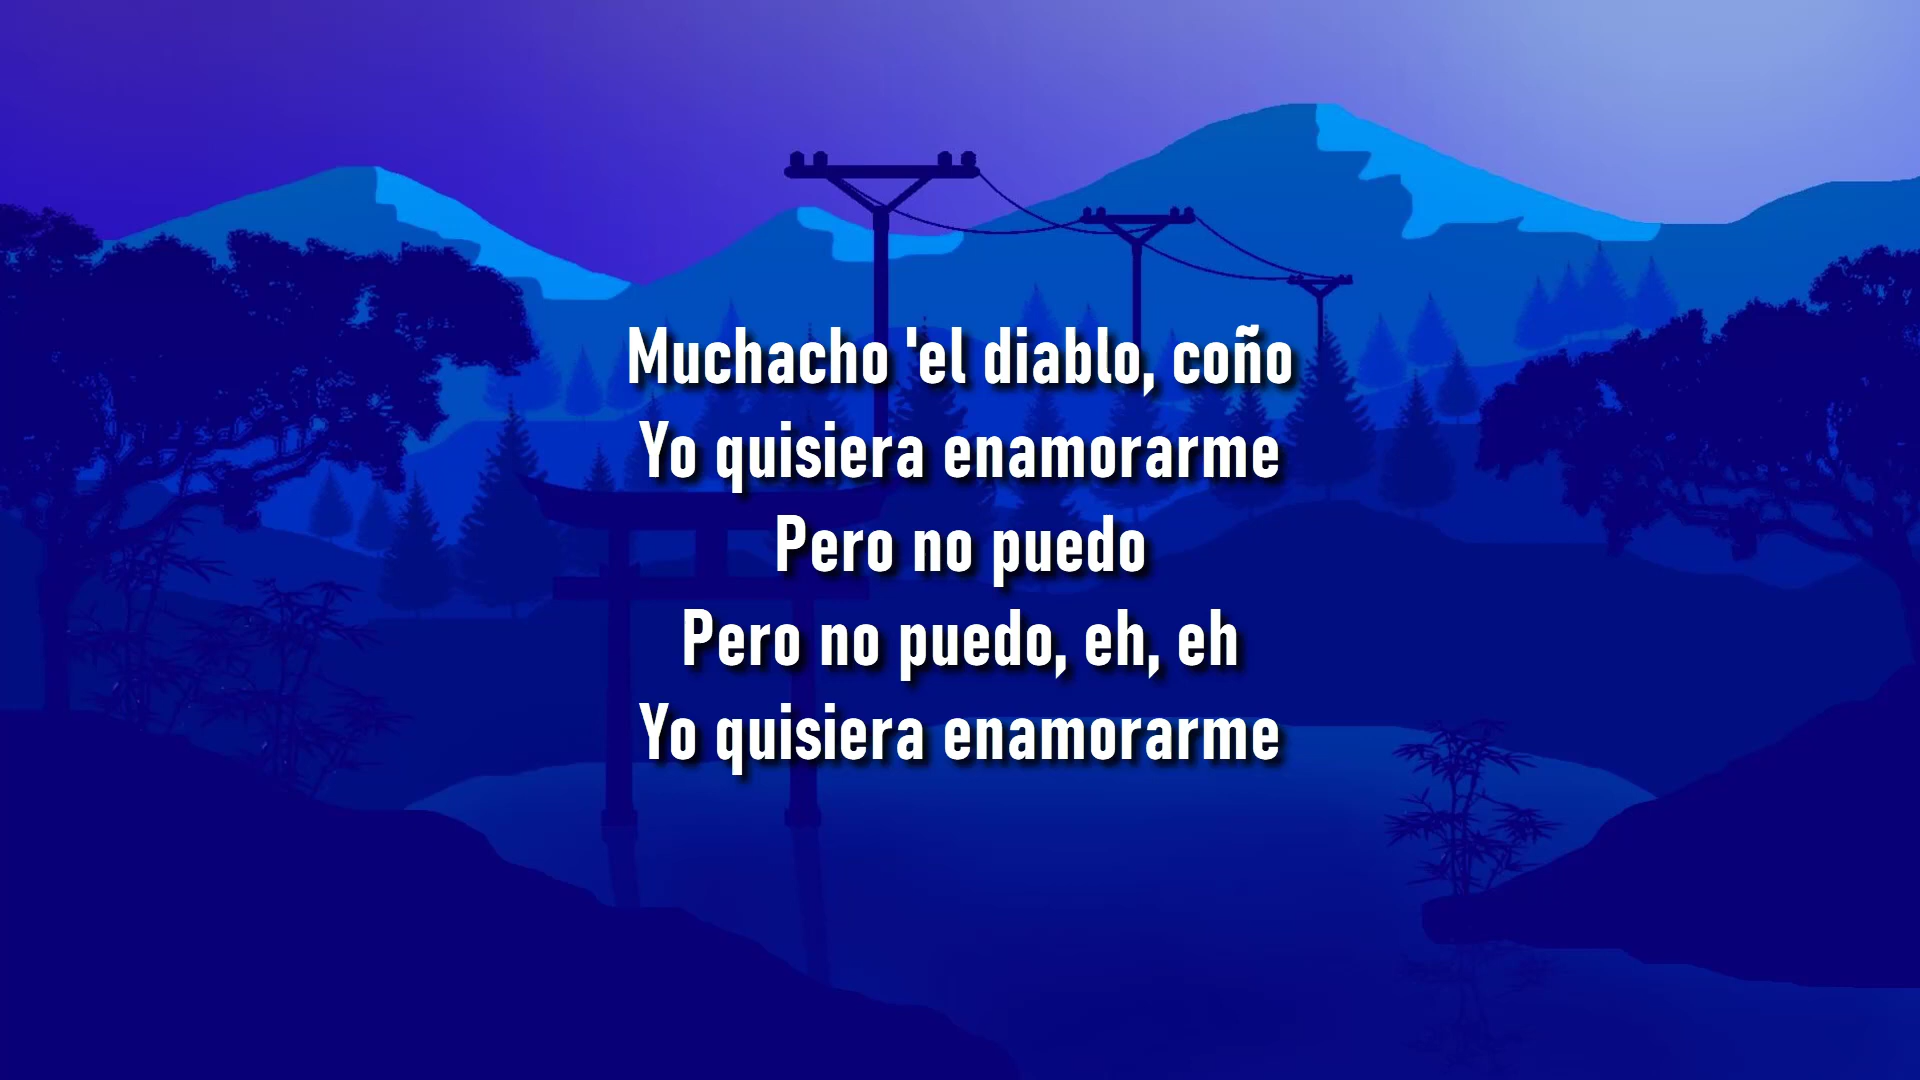 Muchacho 'el diablo, coño
Yo quisiera enamorarme
Pero no puedo
Pero no puedo, eh, eh
Yo quisiera enamorarme